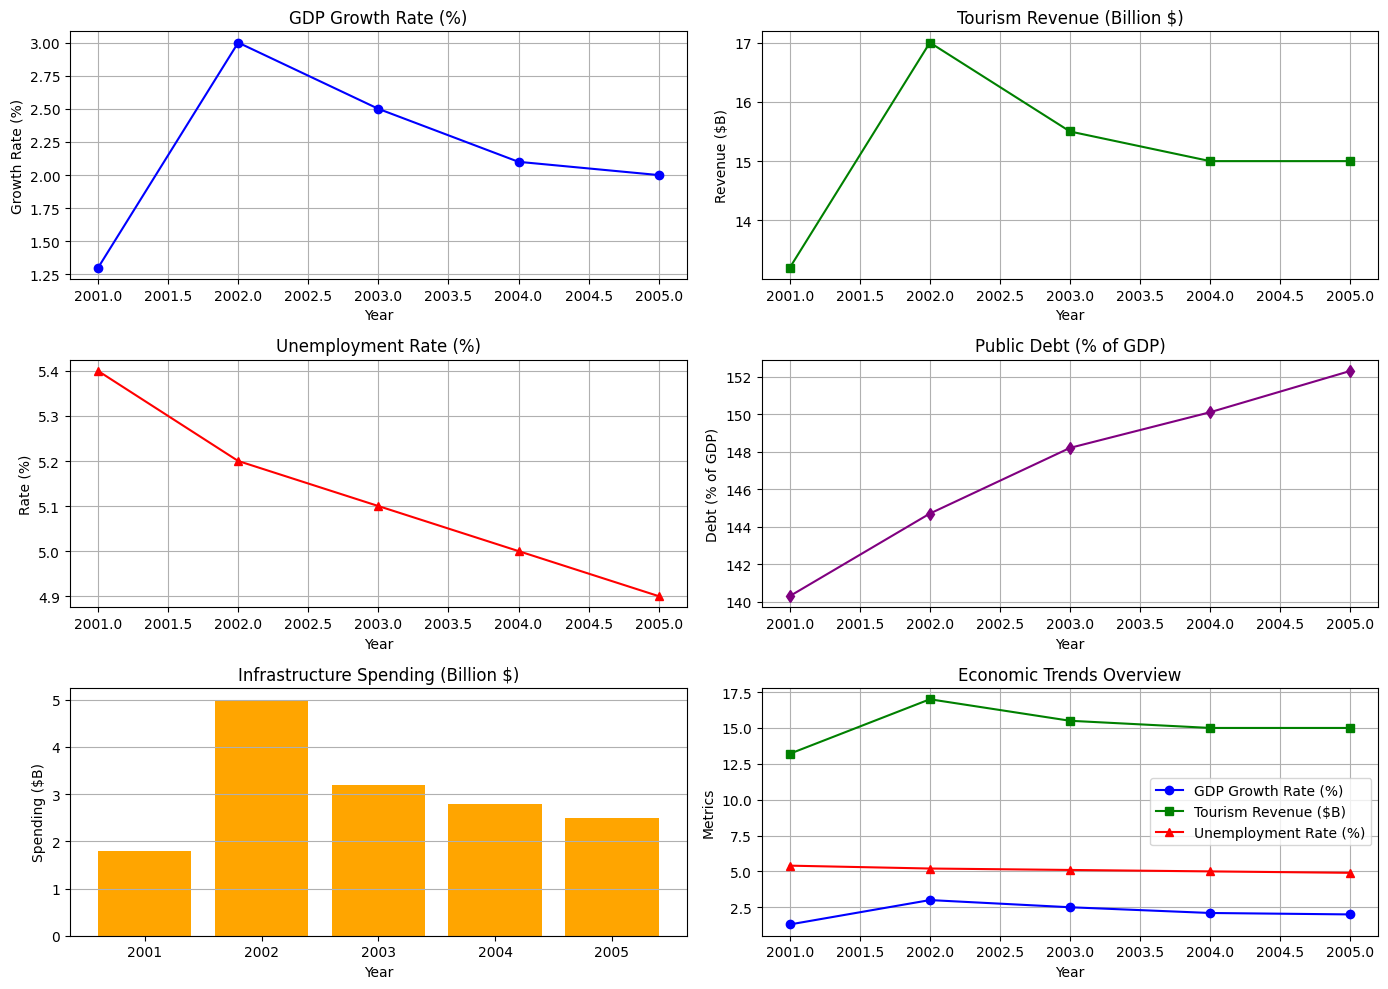 GDP Growth Rate (%)
3.00
2.75
2.50
2.25
2.00
1.75
1.50
1.25
Growth Rate (%)
2001.0 2001.5 2002.0 2002.5 2003.0 2003.5 2004.0 2004.5 2005.0
Year
Tourism Revenue (Billion $)
17
16
15
14
Revenue ($B)
2001.0 2001.5 2002.0 2002.5 2003.0 2003.5 2004.0 2004.5 2005.0
Year
Unemployment Rate (%)
5.4
5.3
5.2
5.1
5.0
4.9
Rate (%)
2001.0 2001.5 2002.0 2002.5 2003.0 2003.5 2004.0 2004.5 2005.0
Year
Public Debt (% of GDP)
152
150
148
146
144
142
140
Debt (% of GDP)
2001.0 2001.5 2002.0 2002.5 2003.0 2003.5 2004.0 2004.5 2005.0
Year
Infrastructure Spending (Billion $)
5
4
3
2
1
0
Spending ($B)
2001 2002 2003 2004 2005
Year
Economic Trends Overview
17.5
15.0
12.5
10.0
7.5
5.0
2.5
Metrics
GDP Growth Rate (%)
Tourism Revenue ($B)
Unemployment Rate (%)
2001.0 2001.5 2002.0 2002.5 2003.0 2003.5 2004.0 2004.5 2005.0
Year